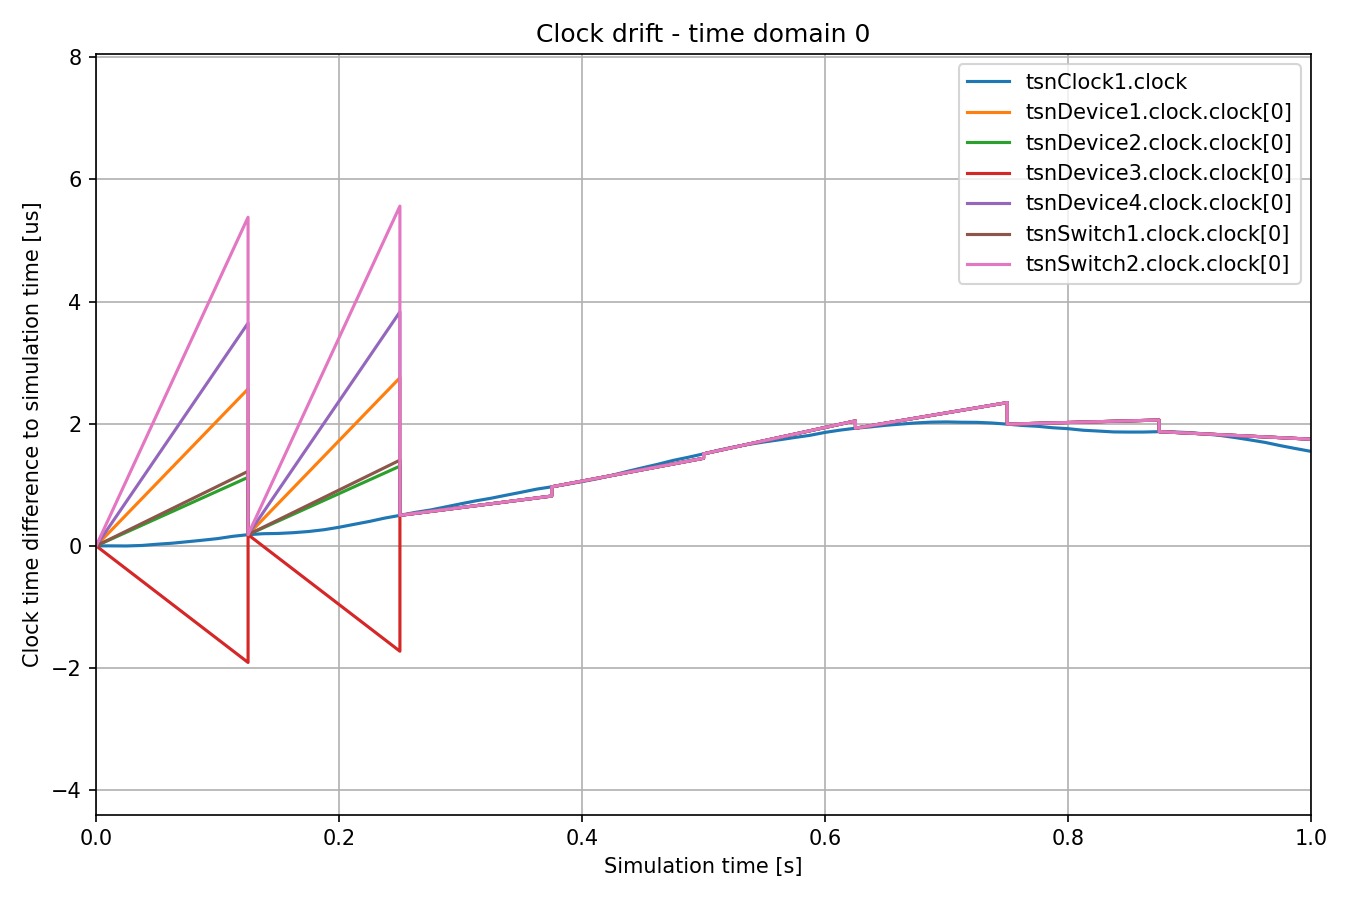 Clock drift - time domain 0
Clock time difference to simulation time [us]
8
6
4
2
0
−2
−4
tsnClock1.clock
tsnDevice1.clock.clock[0]
tsnDevice2.clock.clock[0]
tsnDevice3.clock.clock[0]
tsnDevice4.clock.clock[0]
tsnSwitch1.clock.clock[0]
tsnSwitch2.clock.clock[0]
0.0 0.2 0.4 0.6 0.8 1.0
Simulation time [s]